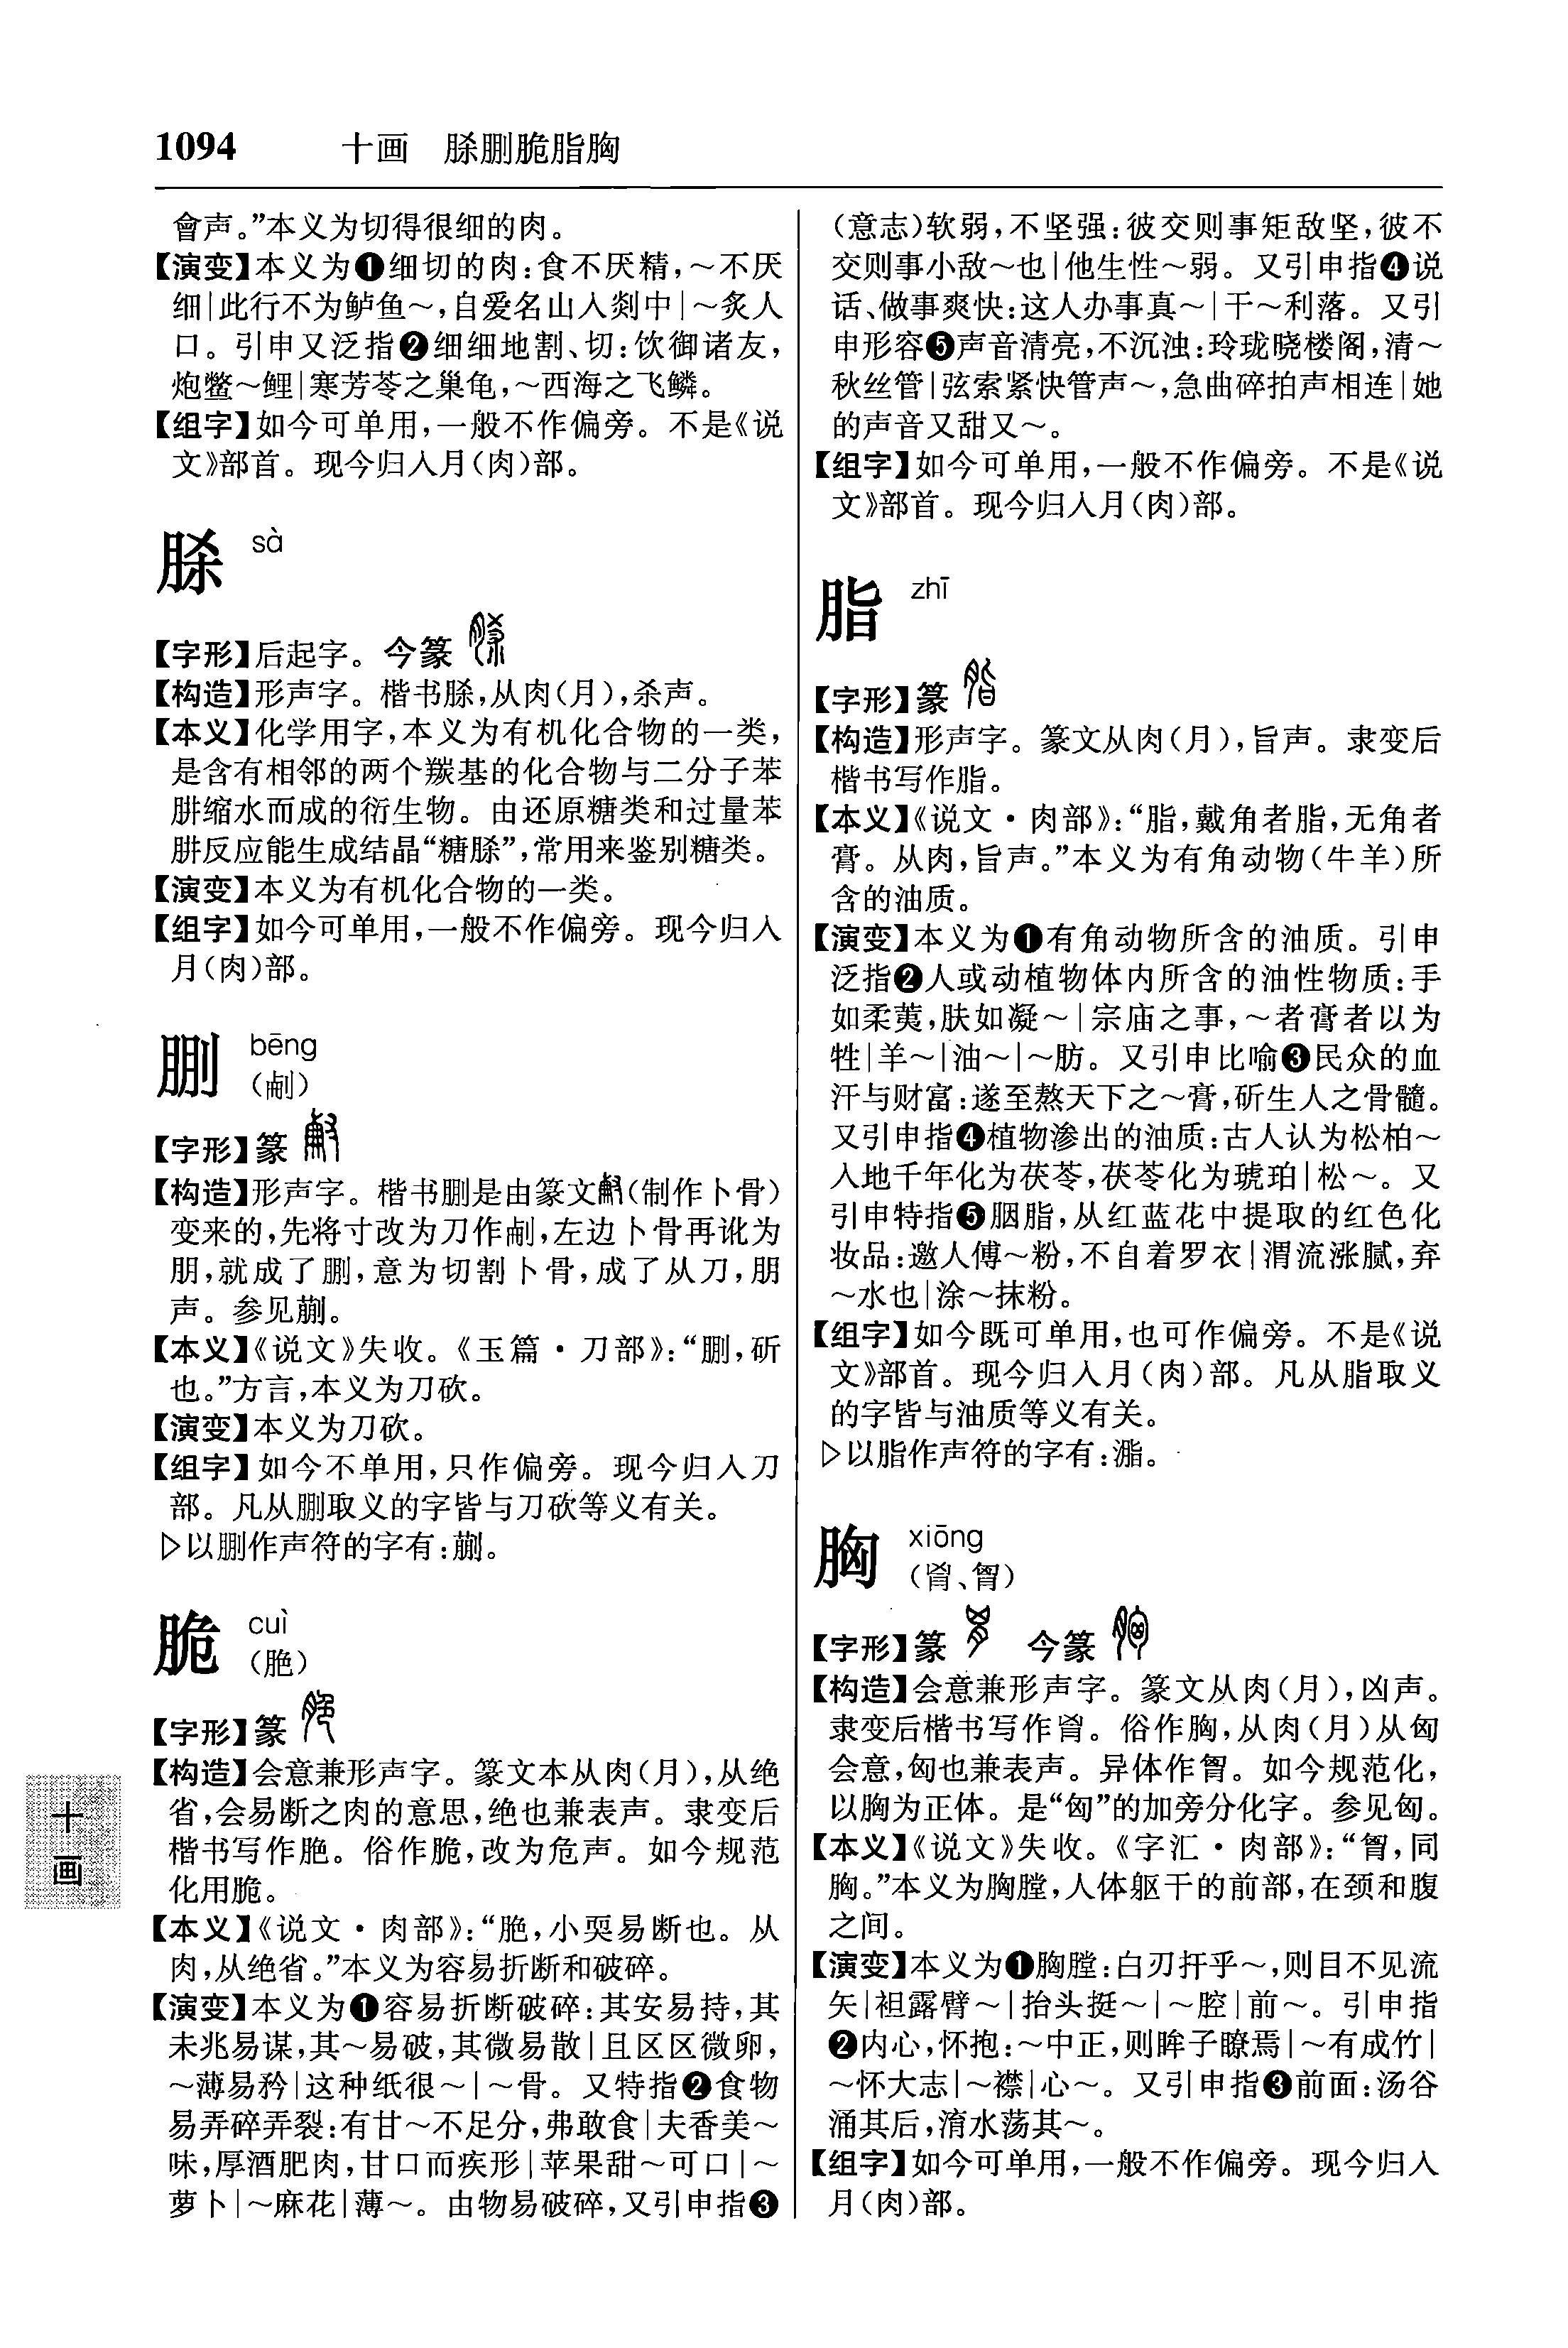 1094 十画 脎剻脆脂胸
會声。”本义为切得很细的肉。
【演变】本义为❶细切的肉：食不厌精，～不厌
细|此行不为鲈鱼～，自爱名山入剡中|～炙人
口。引申又泛指❷细细地割、切：饮御诸友，
炮鳖～鲤|寒芳苓之巢龟，～西海之飞鳞。
【组字】如今可单用，一般不作偏旁。不是《说
文》部首。现今归入月（肉）部。
脎 sà
【字形】后起字。今篆
【构造】形声字。楷书脎，从肉（月），杀声。
【本义】化学用字，本义为有机化合物的一类，
是含有相邻的两个羰基的化合物与二分子苯
肼缩水而成的衍生物。由还原糖类和过量苯
肼反应能生成结晶“糖脎”，常用来鉴别糖类。
【演变】本义为有机化合物的一类。
【组字】如今可单用，一般不作偏旁。现今归入
月（肉）部。
剻 bēng
（㓸）
【字形】篆
【构造】形声字。楷书剻是由篆文（制作卜骨）
变来的，先将寸改为刀作㓸，左边卜骨再讹为
朋，就成了剻，意为切割卜骨，成了从刀，朋
声。参见蒯。
【本义】《说文》失收。《玉篇·刀部》：“剻，斫
也。”方言，本义为刀砍。
【演变】本义为刀砍。
【组字】如今不单用，只作偏旁。现今归入刀
部。凡从剻取义的字皆与刀砍等义有关。
▷以剻作声符的字有：蒯。
脆 cuì
（脃）
【字形】篆
【构造】会意兼形声字。篆文本从肉（月），从绝
省，会易断之肉的意思，绝也兼表声。隶变后
楷书写作脃。俗作脆，改为危声。如今规范
化用脆。
【本义】《说文·肉部》：“脃，小耎易断也。从
肉，从绝省。”本义为容易折断和破碎。
【演变】本义为❶容易折断破碎：其安易持，其
未兆易谋，其～易破，其微易散|且区区微卵，
～薄易矜|这种纸很～|～骨。又特指❷食物
易弄碎弄裂：有甘～不足分，弗敢食|夫香美～
味，厚酒肥肉，甘口而疾形|苹果甜～可口|～
萝卜|～麻花|薄～。由物易破碎，又引申指❸
（意志）软弱，不坚强：彼交则事矩敌坚，彼不
交则事小敌～也|他生性～弱。又引申指❹说
话、做事爽快：这人办事真～|干～利落。又引
申形容❺声音清亮，不沉浊：玲珑晓楼阁，清～
秋丝管|弦索紧快管声～，急曲碎拍声相连|她
的声音又甜又～。
【组字】如今可单用，一般不作偏旁。不是《说
文》部首。现今归入月（肉）部。
脂 zhī
【字形】篆
【构造】形声字。篆文从肉（月），旨声。隶变后
楷书写作脂。
【本义】《说文·肉部》：“脂，戴角者脂，无角者
膏。从肉，旨声。”本义为有角动物（牛羊）所
含的油质。
【演变】本义为❶有角动物所含的油质。引申
泛指❷人或动植物体内所含的油性物质：手
如柔荑，肤如凝～|宗庙之事，～者膏者以为
牲|羊～|油～|～肪。又引申比喻❸民众的血
汗与财富：遂至熬天下之～膏，斫生人之骨髓。
又引申指❹植物渗出的油质：古人认为松柏～
入地千年化为茯苓，茯苓化为琥珀|松～。又
引申特指❺胭脂，从红蓝花中提取的红色化
妆品：邀人傅～粉，不自着罗衣|渭流涨腻，弃
～水也|涂～抹粉。
【组字】如今既可单用，也可作偏旁。不是《说
文》部首。现今归入月（肉）部。凡从脂取义
的字皆与油质等义有关。
▷以脂作声符的字有：㴯。
胸 xiōng
（肾、胷）
【字形】篆 今篆
【构造】会意兼形声字。篆文从肉（月），凶声。
隶变后楷书写作。俗作胸，从肉（月）从匈
会意，匈也兼表声。异体作胷。如今规范化，
以胸为正体。是“匈”的加旁分化字。参见匈。
【本义】《说文》失收。《字汇·肉部》：“胷，同
胸。”本义为胸膛，人体躯干的前部，在颈和腹
之间。
【演变】本义为❶胸膛：白刃扞乎～，则目不见流
矢|袒露臂～|抬头挺～|～腔|前～。引申指
❷内心，怀抱：～中正，则眸子瞭焉|～有成竹|
～怀大志|～襟|心～。又引申指❸前面：汤谷
涌其后，淯水荡其～。
【组字】如今可单用，一般不作偏旁。现今归入
月（肉）部。
十
画